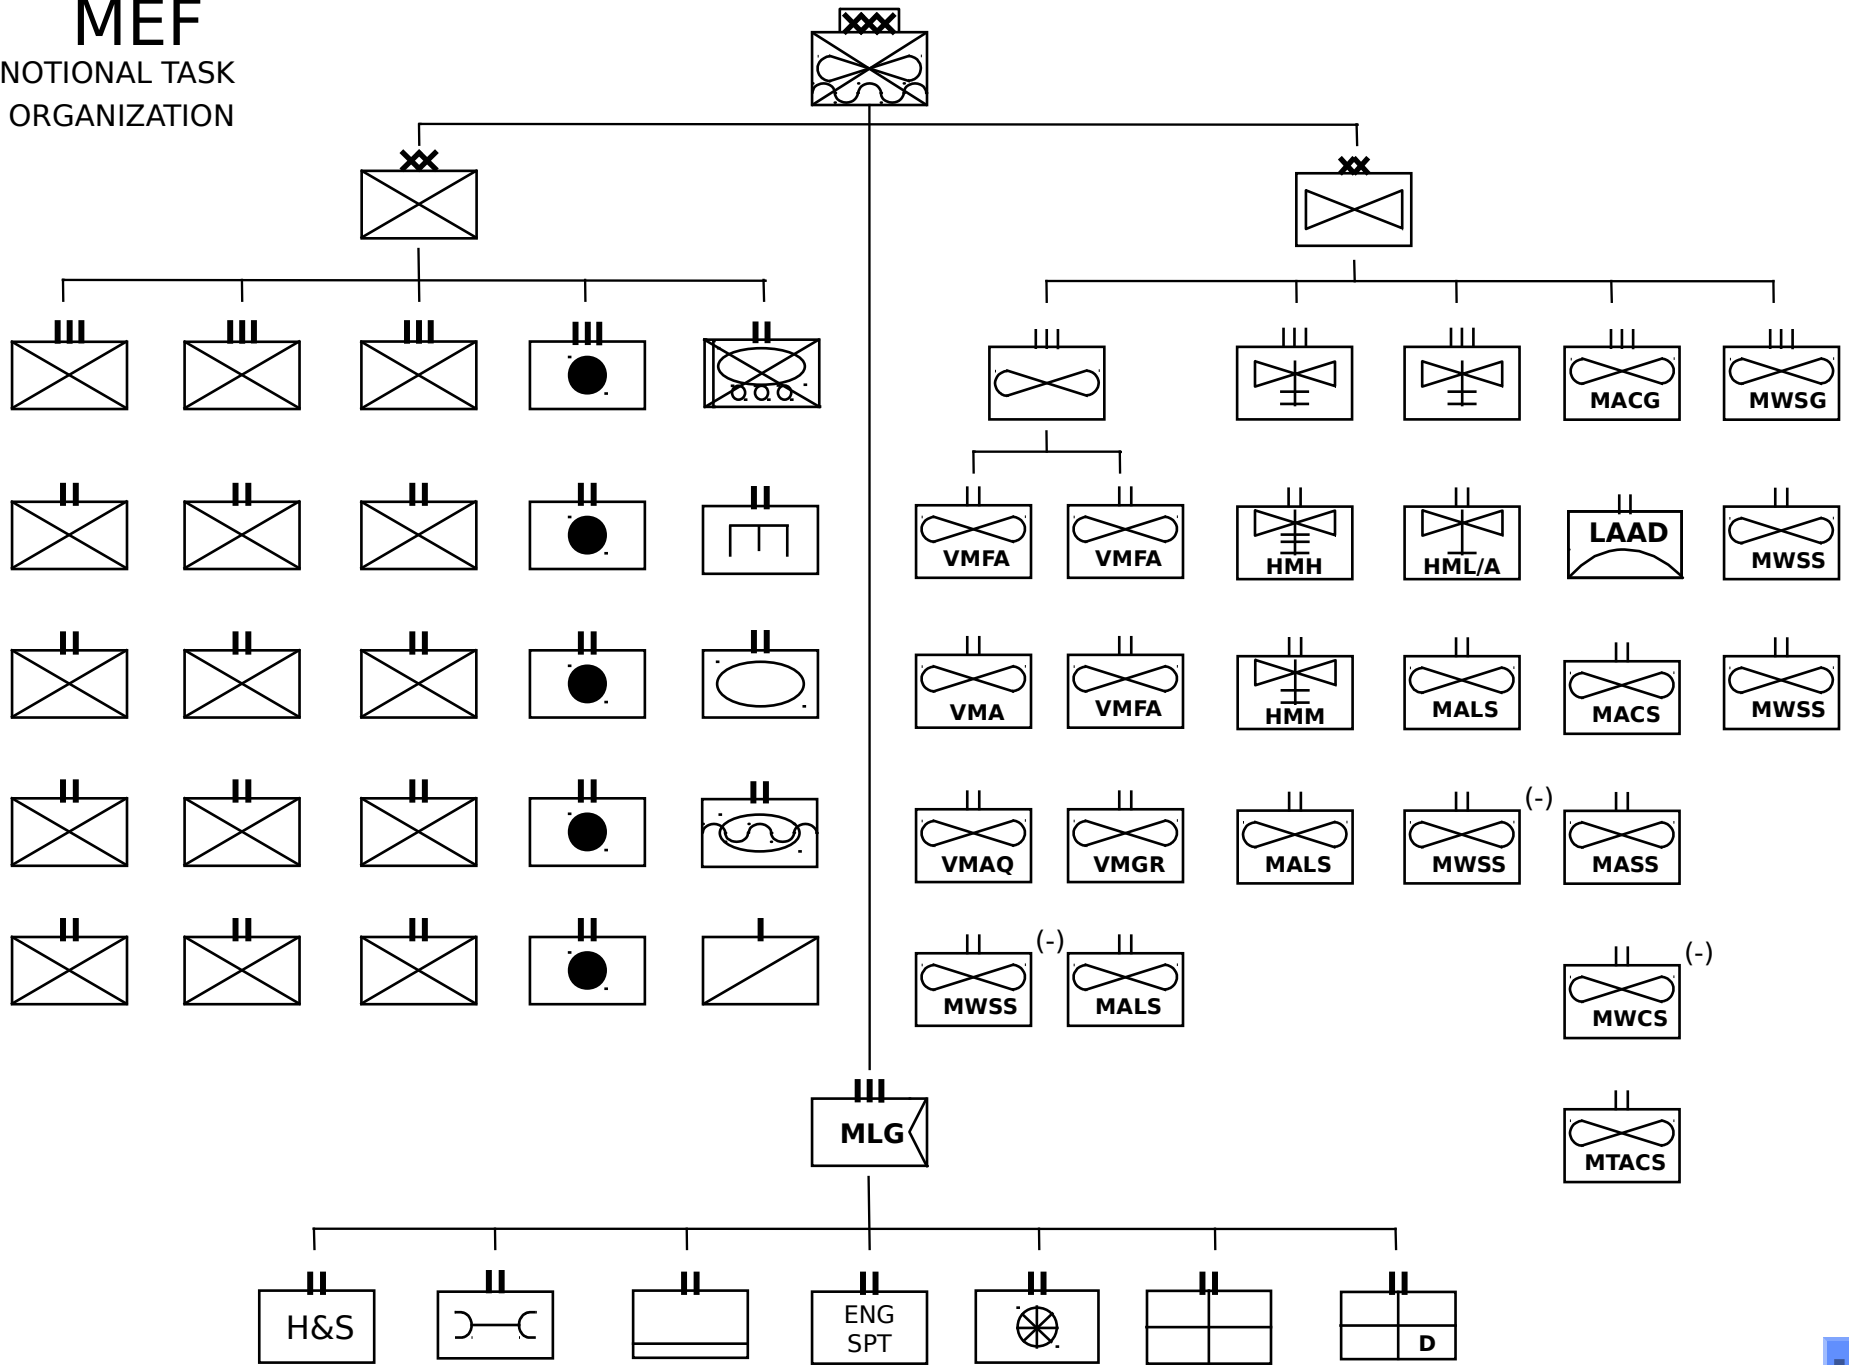 MEF
NOTIONAL TASK
ORGANIZATION
MACG
MWSG
VMFA
VMFA
HMH
HML/A
LAAD
MWSS
VMA
VMFA
HMM
MALS
MACS
MWSS
(-)
VMAQ
VMGR
MALS
MWSS
MASS
(-)
(-)
MWSS
MALS
MWCS
MLG
MTACS
H&S
ENG
SPT
D